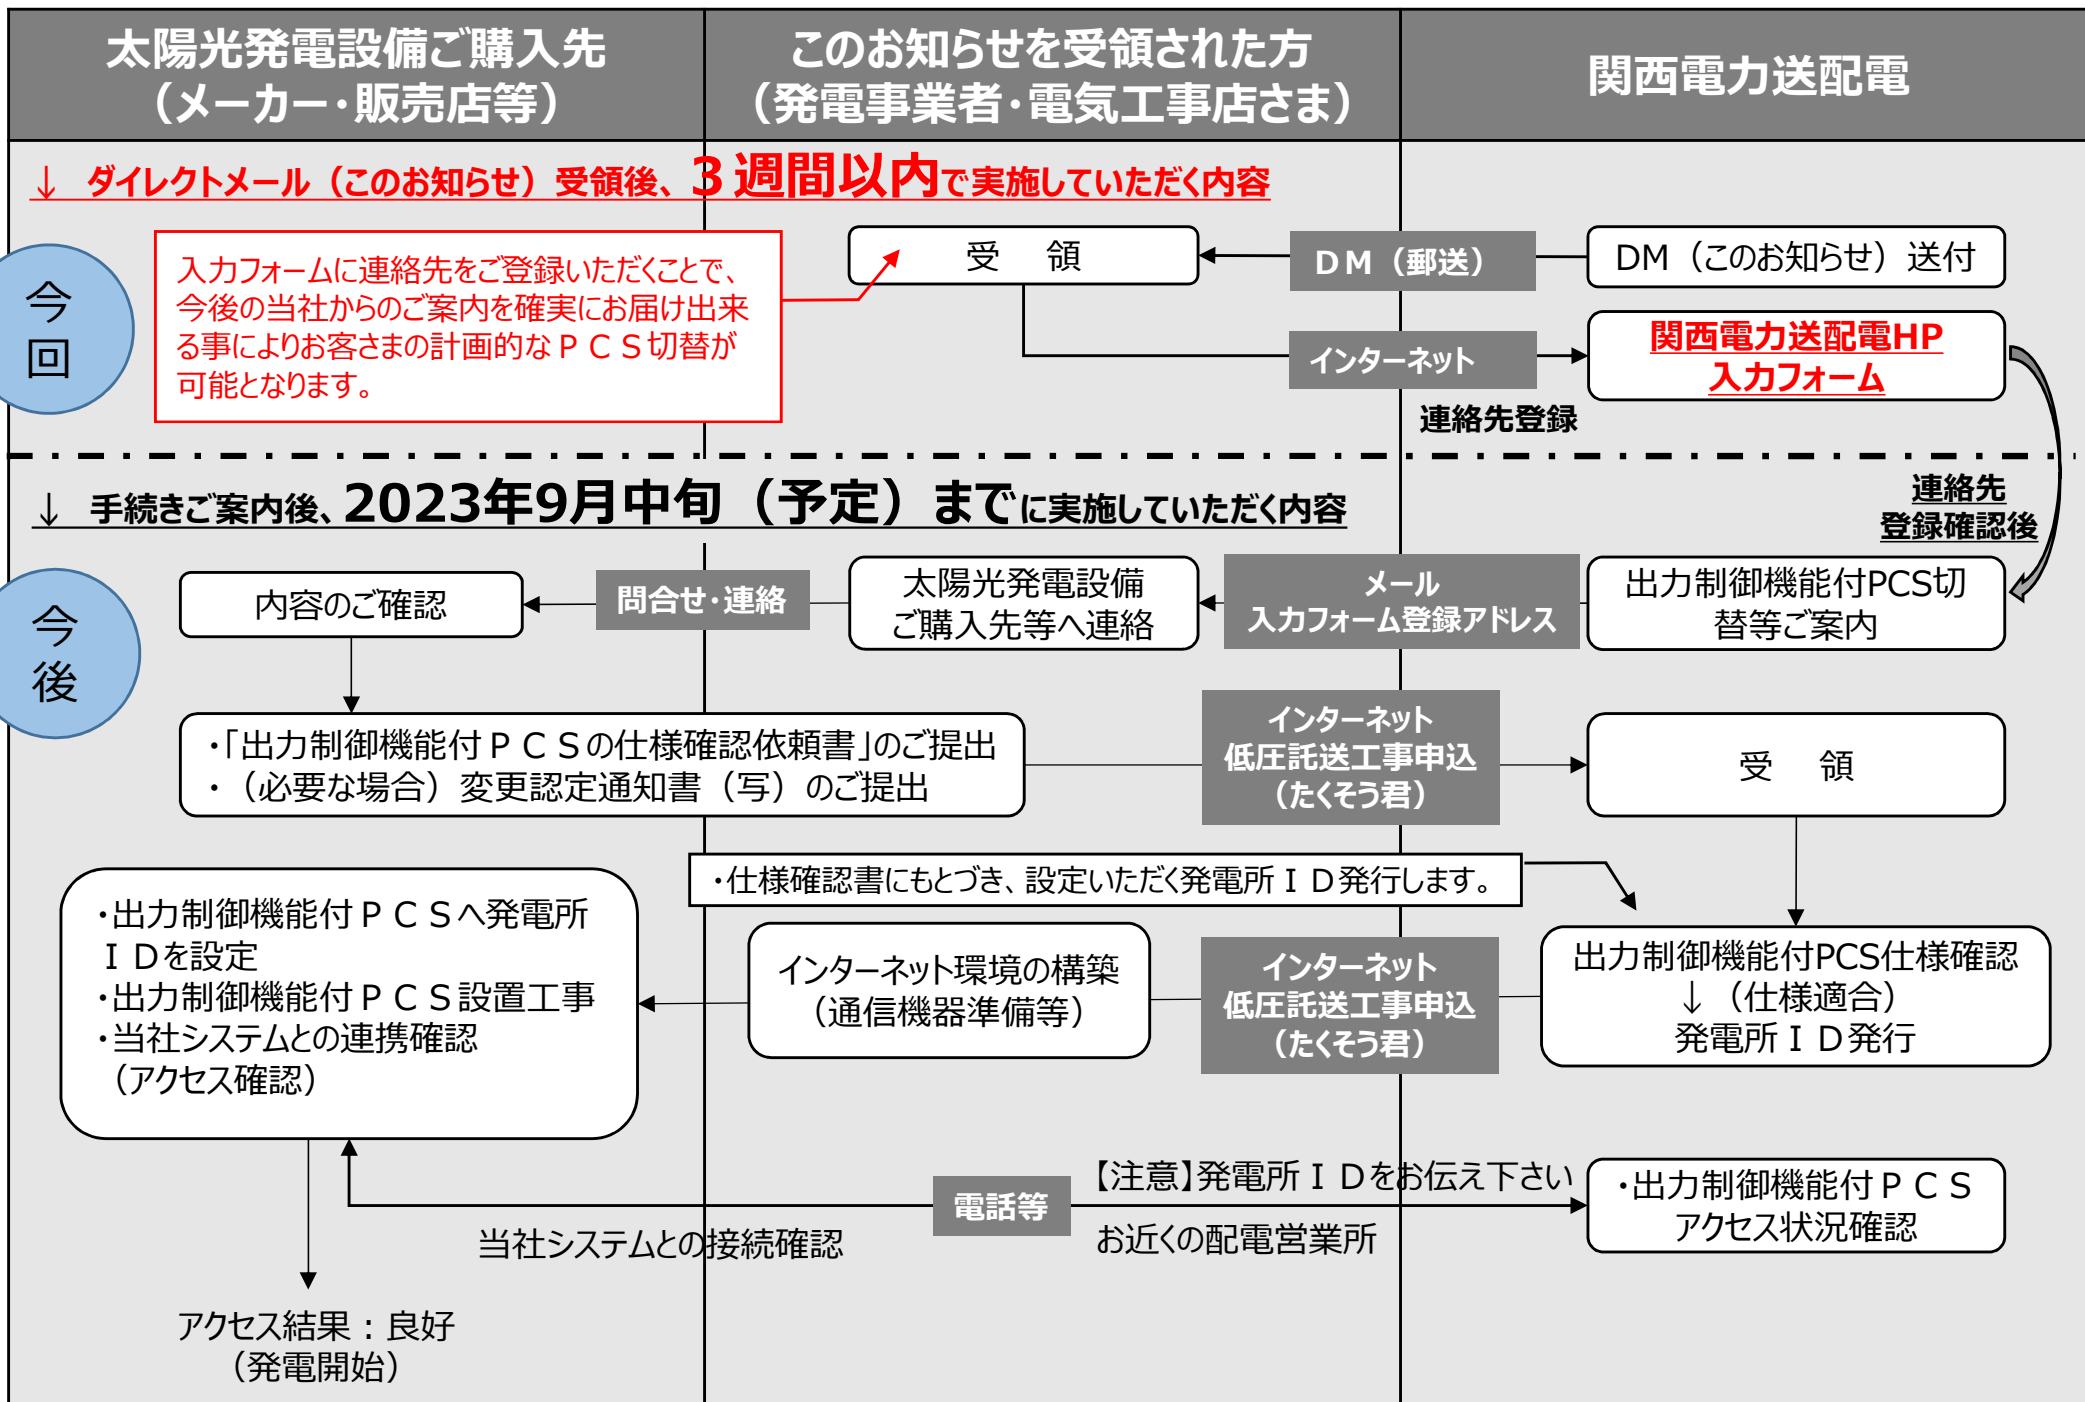 太陽光発電設備ご購入先
（メーカー・販売店等）
このお知らせを受領された方
（発電事業者・電気工事店さま）
関西電力送配電
↓ ダイレクトメール（このお知らせ）受領後、３週間以内で実施していただく内容
今
回
入力フォームに連絡先をご登録いただくことで、
今後の当社からのご案内を確実にお届け出来
る事によりお客さまの計画的なＰＣＳ切替が
可能となります。
受　領
ＤＭ（郵送）
DM（このお知らせ）送付
インターネット
関西電力送配電HP
入力フォーム
連絡先登録
↓ 手続きご案内後、2023年9月中旬（予定）までに実施していただく内容
連絡先
登録確認後
今
後
内容のご確認
問合せ・連絡
太陽光発電設備
ご購入先等へ連絡
メール
入力フォーム登録アドレス
出力制御機能付PCS切
替等ご案内
・「出力制御機能付ＰＣＳの仕様確認依頼書」のご提出
・（必要な場合）変更認定通知書（写）のご提出
インターネット
低圧託送工事申込
（たくそう君）
受　領
・仕様確認書にもとづき、設定いただく発電所ＩＤ発行します。
・出力制御機能付ＰＣＳへ発電所
ＩＤを設定
・出力制御機能付ＰＣＳ設置工事
・当社システムとの連携確認
（アクセス確認）
インターネット環境の構築
（通信機器準備等）
インターネット
低圧託送工事申込
（たくそう君）
出力制御機能付PCS仕様確認
↓（仕様適合）
発電所ＩＤ発行
電話等
【注意】発電所ＩＤをお伝え下さい
お近くの配電営業所
当社システムとの接続確認
・出力制御機能付ＰＣＳ
アクセス状況確認
アクセス結果：良好
（発電開始）